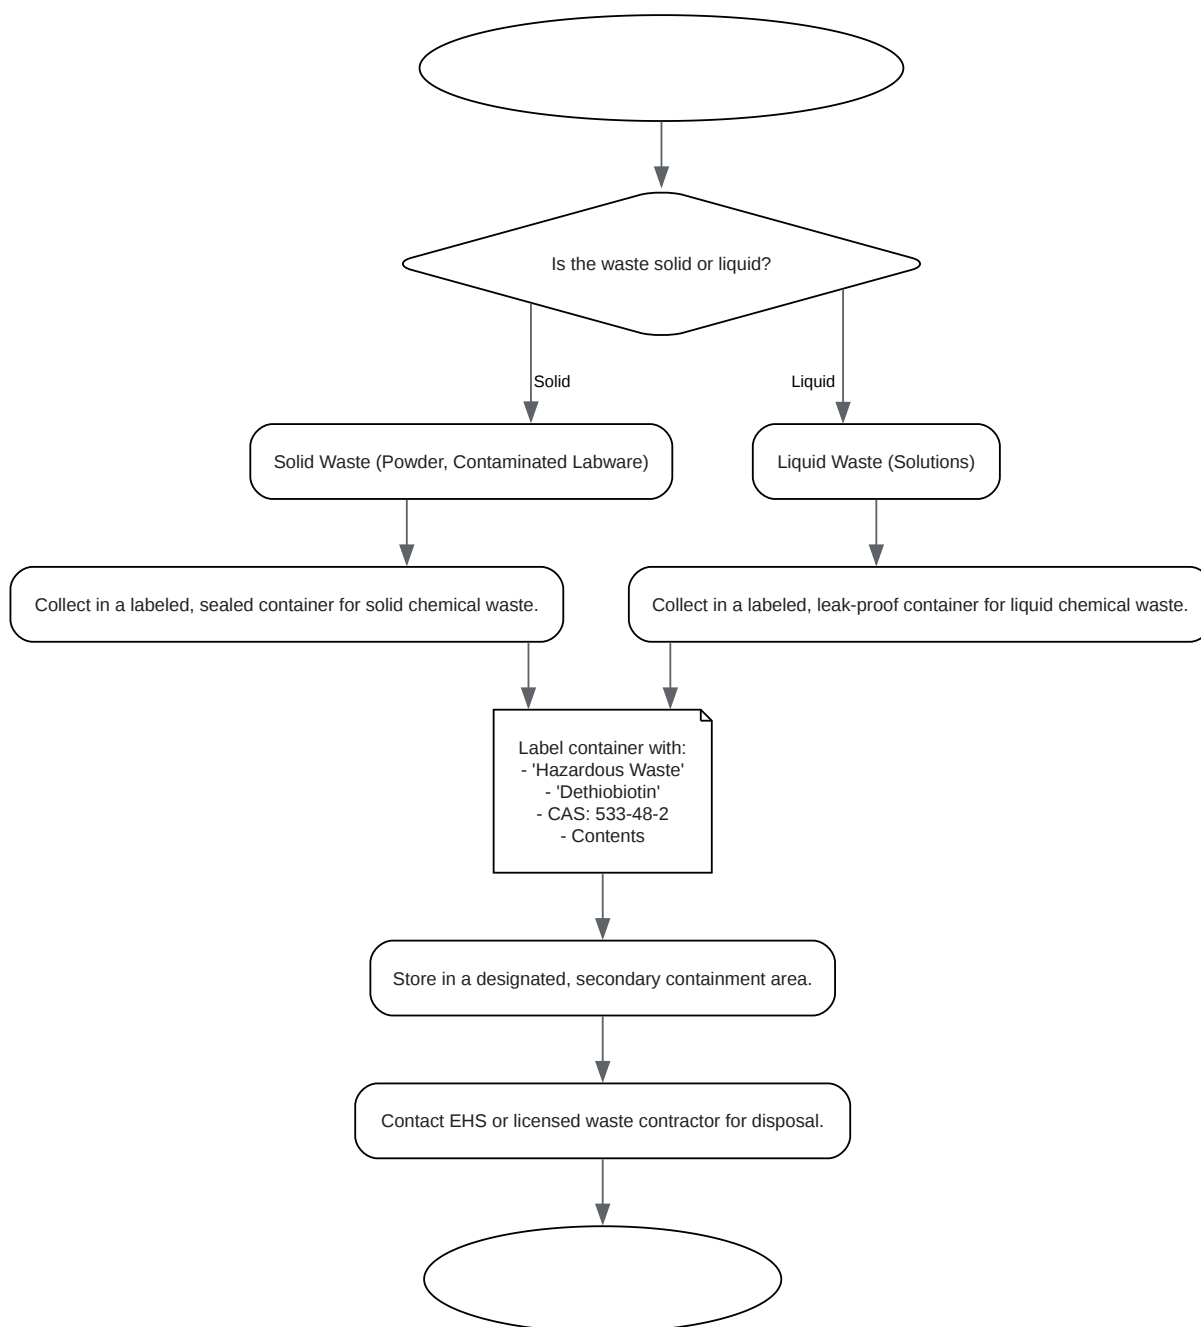 Is the waste solid or liquid?
Solid
Liquid
Solid Waste (Powder, Contaminated Labware)
Liquid Waste (Solutions)
Collect in a labeled, sealed container for solid chemical waste.
Collect in a labeled, leak-proof container for liquid chemical waste.
Label container with:
- 'Hazardous Waste'
- 'Dethiobiotin'
- CAS: 533-48-2
- Contents
Store in a designated, secondary containment area.
Contact EHS or licensed waste contractor for disposal.